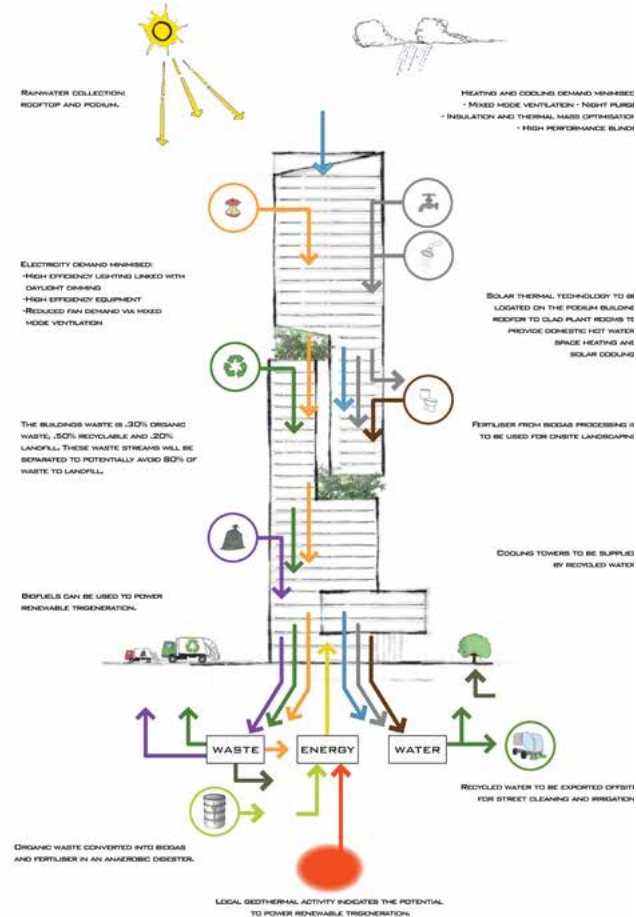 RAINWATER COLLECTION:
ROOFTOP AND PODIUM.
HEATING AND COOLING DEMAND MINIMISED
- MIXED MODE VENTILATION - NIGHT PURGE
- INSULATION AND THERMAL MASS OPTIMISATION
- HIGH PERFORMANCE BLINDS
ELECTRICITY DEMAND MINIMISED:
-HIGH EFFICIENCY LIGHTING LINKED WITH
DAYLIGHT DIMMING
-HIGH EFFICIENCY EQUIPMENT
-REDUCED FAN DEMAND VIA MIXED
MODE VENTILATION
SOLAR THERMAL TECHNOLOGY TO BE
LOCATED ON THE PODIUM BUILDING
ROOFOR TO CLAD PLANT ROOMS TO
PROVIDE DOMESTIC HOT WATER
SPACE HEATING AND
SOLAR COOLING
THE BUILDINGS WASTE IS .30% ORGANIC
WASTE, .50% RECYCLABLE AND .20%
LANDFILL. THESE WASTE STREAMS WILL BE
SEPARATED TO POTENTIALLY AVOID 80% OF
WASTE TO LANDFILL.
FERTILISER FROM BIOGAS PROCESSING IS
TO BE USED FOR ONSITE LANDSCAPING
COOLING TOWERS TO BE SUPPLIED
BY RECYCLED WATER
BIOFUELS CAN BE USED TO POWER
RENEWABLE TRIGENERATION.
WASTE
ENERGY
WATER
RECYCLED WATER TO BE EXPORTED OFFSITE
FOR STREET CLEANING AND IRRIGATION
ORGANIC WASTE CONVERTED INTO BIOGAS
AND FERTILISER IN AN ANAEROBIC DIGESTER.
LOCAL GEOTHERMAL ACTIVITY INDICATES THE POTENTIAL
TO POWER RENEWABLE TRIGENERATION.